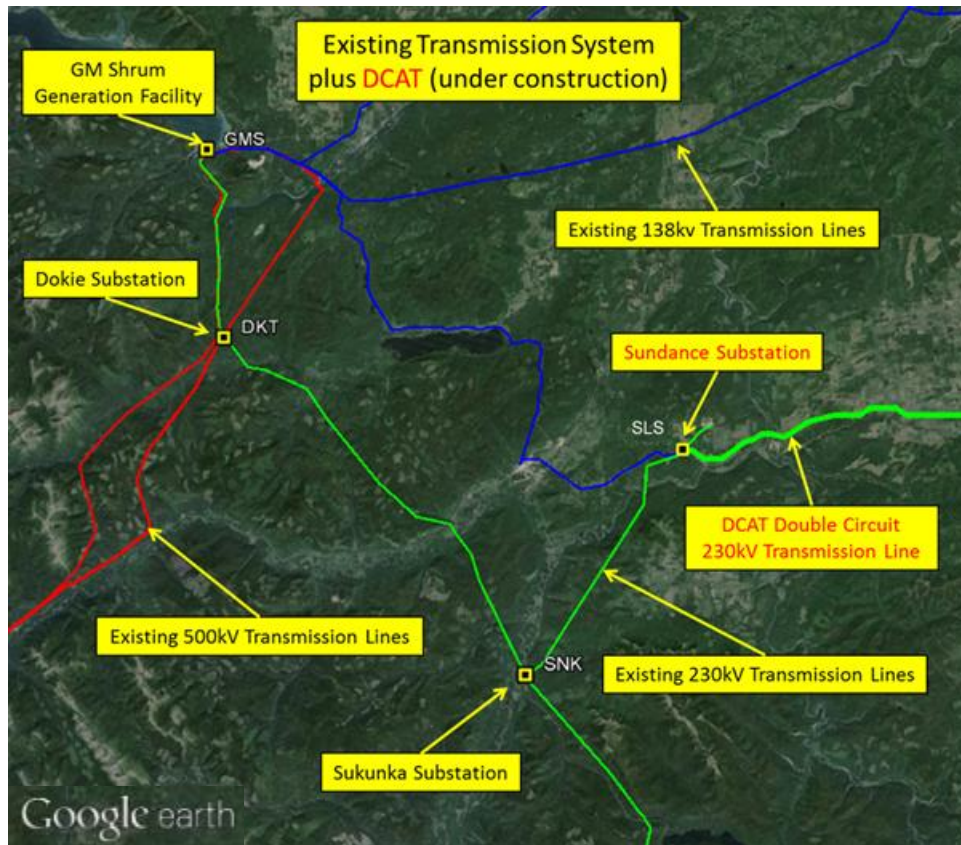 Existing Transmission System
plus DCAT (under construction)
GM Shrum
Generation Facility
GMS
Existing 138kv Transmission Lines
Dokie Substation
DKT
Sundance Substation
SLS
DCAT Double Circuit
230kV Transmission Line
Existing 500kV Transmission Lines
SNK
Existing 230kV Transmission Lines
Sukunka Substation
Google earth